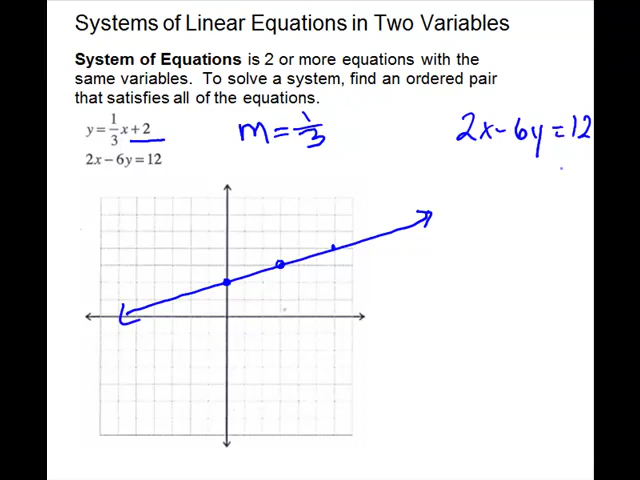 Systems of Linear Equations in Two Variables
System of Equations is 2 or more equations with the
same variables. To solve a system, find an ordered pair
that satisfies all of the equations.
y = 1/3 x + 2
m = 1/3
2x - 6y = 12
2x - 6y = 12